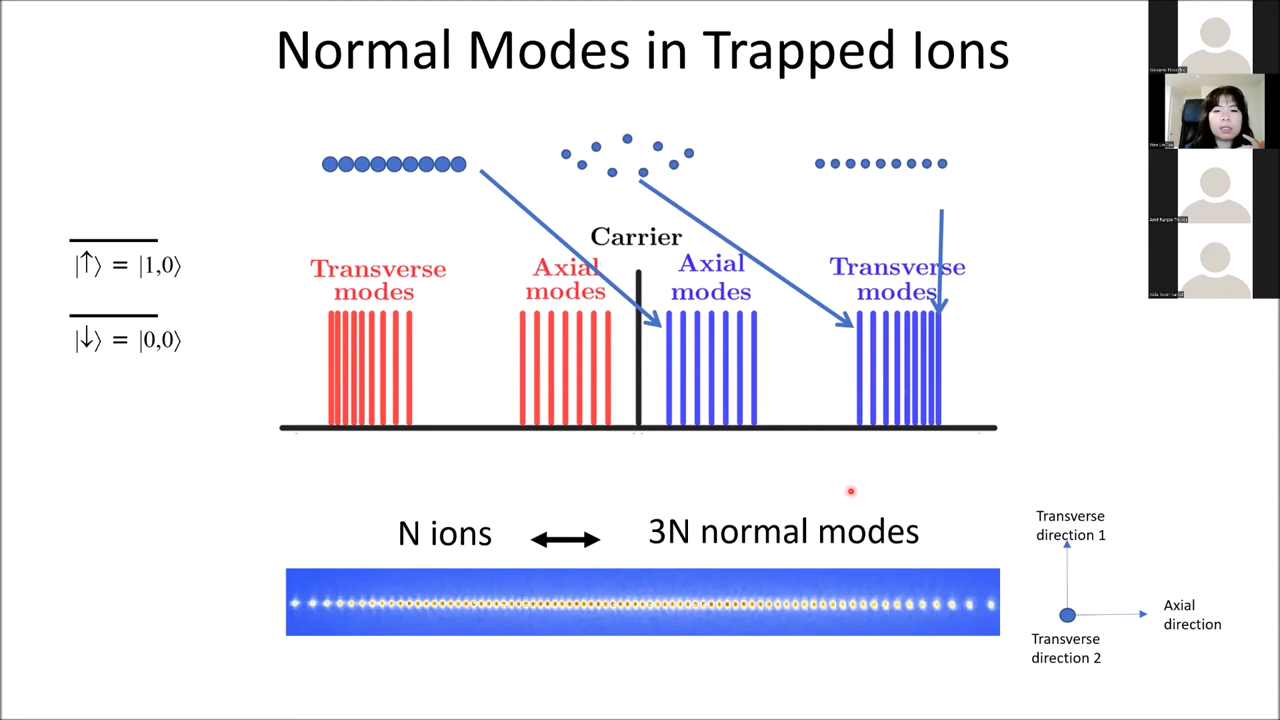 Normal Modes in Trapped Ions
Carrier
|↑⟩ = |1,0⟩
|↓⟩ = |0,0⟩
Transverse
modes
Axial
modes
Axial
modes
Transverse
modes
N ions
3N normal modes
Transverse
direction 1
Axial
direction
Transverse
direction 2